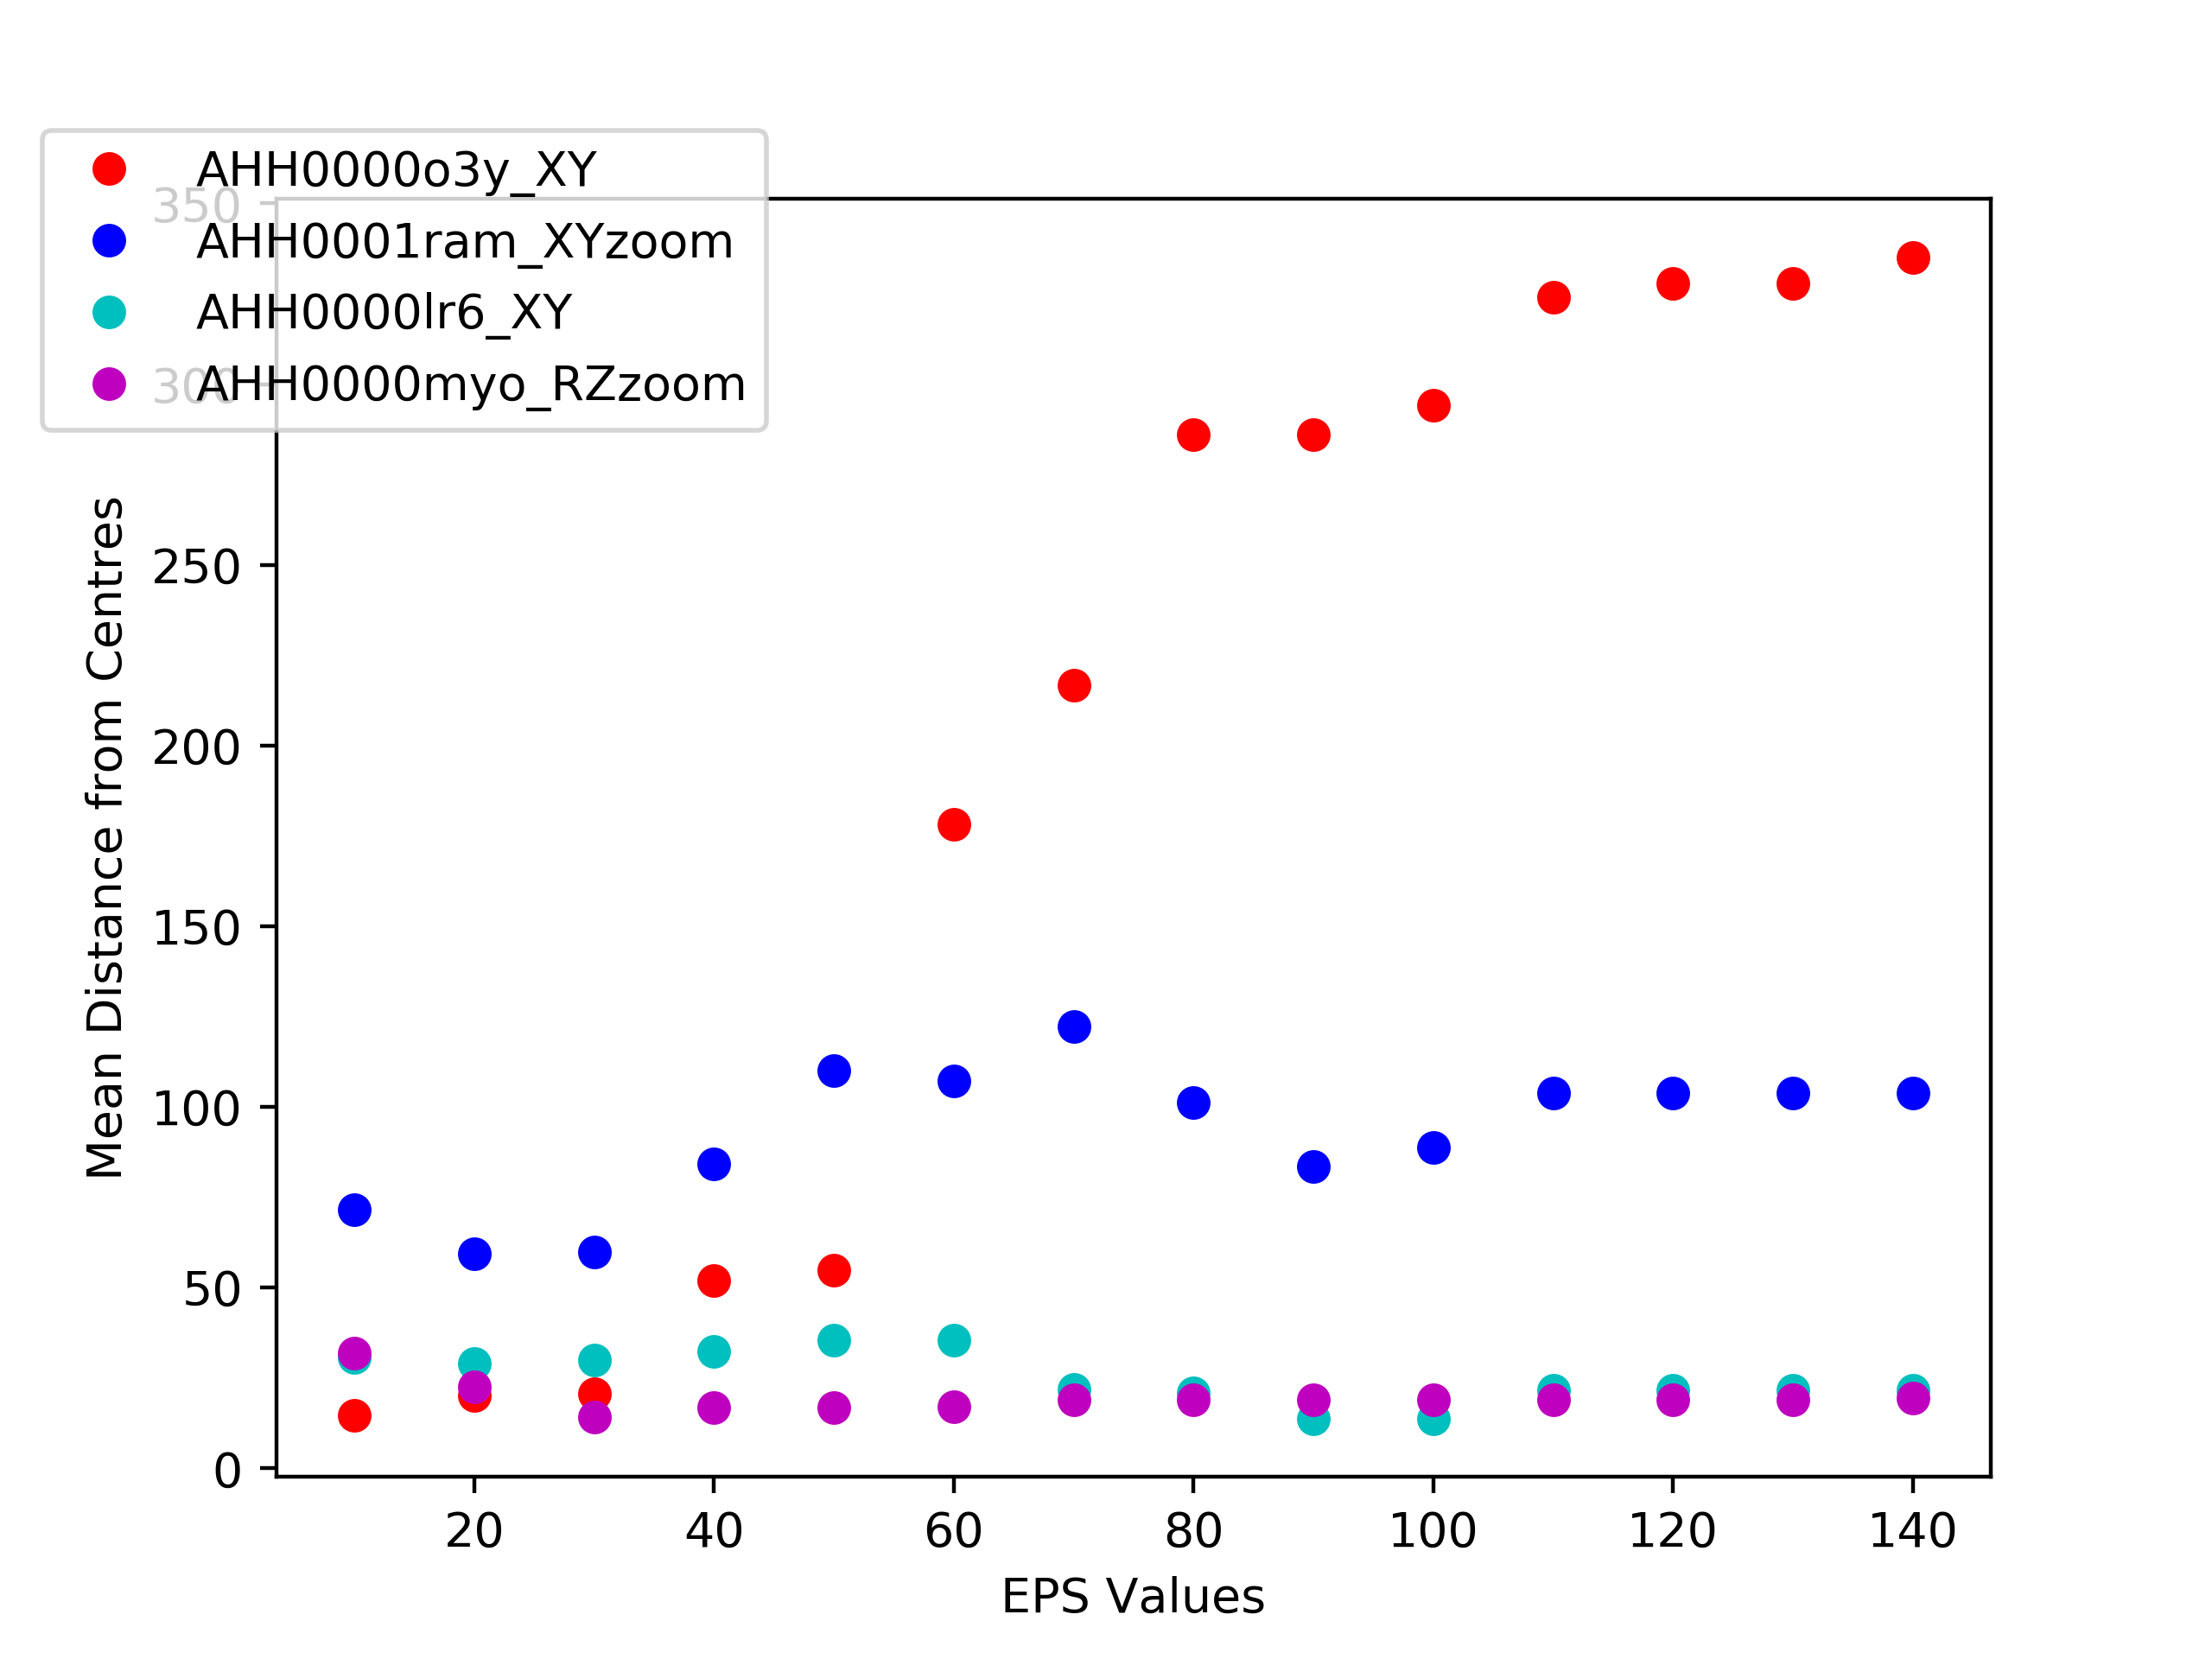 AHH0000o3y_XY
AHH0001ram_XYzoom
AHH0000lr6_XY
AHH0000myo_RZzoom
350
300
250
200
150
100
50
0
Mean Distance from Centres
20 40 60 80 100 120 140
EPS Values